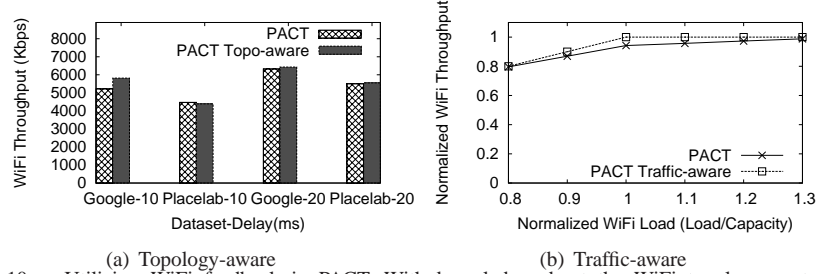 8000
7000
6000
5000
4000
3000
2000
1000
0
WiFi Throughput (Kbps)
PACT
PACT Topo-aware
Google-10 Placelab-10 Google-20 Placelab-20
Dataset-Delay(ms)
(a) Topology-aware
1
0.8
0.6
0.4
0.2
0
Normalized WiFi Throughput
PACT
PACT Traffic-aware
0.8 0.9 1 1.1 1.2 1.3
Normalized WiFi Load (Load/Capacity)
(b) Traffic-aware